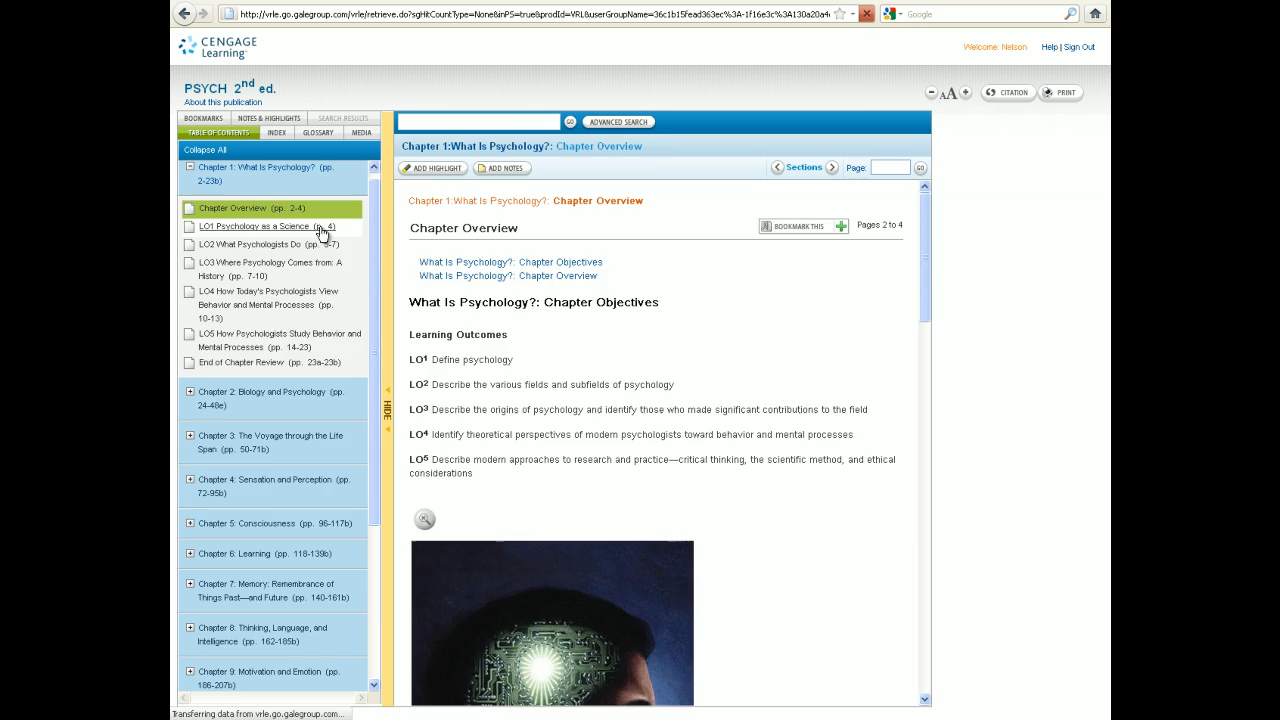 http://vrle.go.galegroup.com/vrle/retrieve.do?sgHitCountType=None&inPS=true&prodId=VRL&userGroupName=36c1b15fead363ec%3A-1f16e3c%3A130a20a4
Google
CENGAGE
Learning
Welcome: Nelson
Help | Sign Out
PSYCH 2nd ed.
About this publication
AA
CITATION
PRINT
BOOKMARKS
NOTES & HIGHLIGHTS
SEARCH RESULTS
TABLE OF CONTENTS
INDEX
GLOSSARY
MEDIA
GO
ADVANCED SEARCH
Collapse All
Chapter 1: What Is Psychology? (pp.
2-23b)
Chapter Overview (pp. 2-4)
LO1 Psychology as a Science (p. 4)
LO2 What Psychologists Do (pp. -7)
LO3 Where Psychology Comes from: A
History (pp. 7-10)
LO4 How Today's Psychologists View
Behavior and Mental Processes (pp.
10-13)
LO5 How Psychologists Study Behavior and
Mental Processes (pp. 14-23)
End of Chapter Review (pp. 23a-23b)
Chapter 2: Biology and Psychology (pp.
24-48e)
Chapter 3: The Voyage through the Life
Span (pp. 50-71b)
Chapter 4: Sensation and Perception (pp.
72-95b)
Chapter 5: Consciousness (pp. 96-117b)
Chapter 6: Learning (pp. 118-139b)
Chapter 7: Memory: Remembrance of
Things Past—and Future (pp. 140-161b)
Chapter 8: Thinking, Language, and
Intelligence (pp. 162-185b)
Chapter 9: Motivation and Emotion (pp.
186-207b)
HIDE
Chapter 1:What Is Psychology?: Chapter Overview
ADD HIGHLIGHT
ADD NOTES
Sections
Page:
GO
Chapter 1:What Is Psychology?: Chapter Overview
Chapter Overview
BOOKMARK THIS
Pages 2 to 4
What Is Psychology?: Chapter Objectives
What Is Psychology?: Chapter Overview
What Is Psychology?: Chapter Objectives
Learning Outcomes
LO1 Define psychology
LO2 Describe the various fields and subfields of psychology
LO3 Describe the origins of psychology and identify those who made significant contributions to the field
LO4 Identify theoretical perspectives of modern psychologists toward behavior and mental processes
LO5 Describe modern approaches to research and practice—critical thinking, the scientific method, and ethical
considerations
Transferring data from vrle.go.galegroup.com...